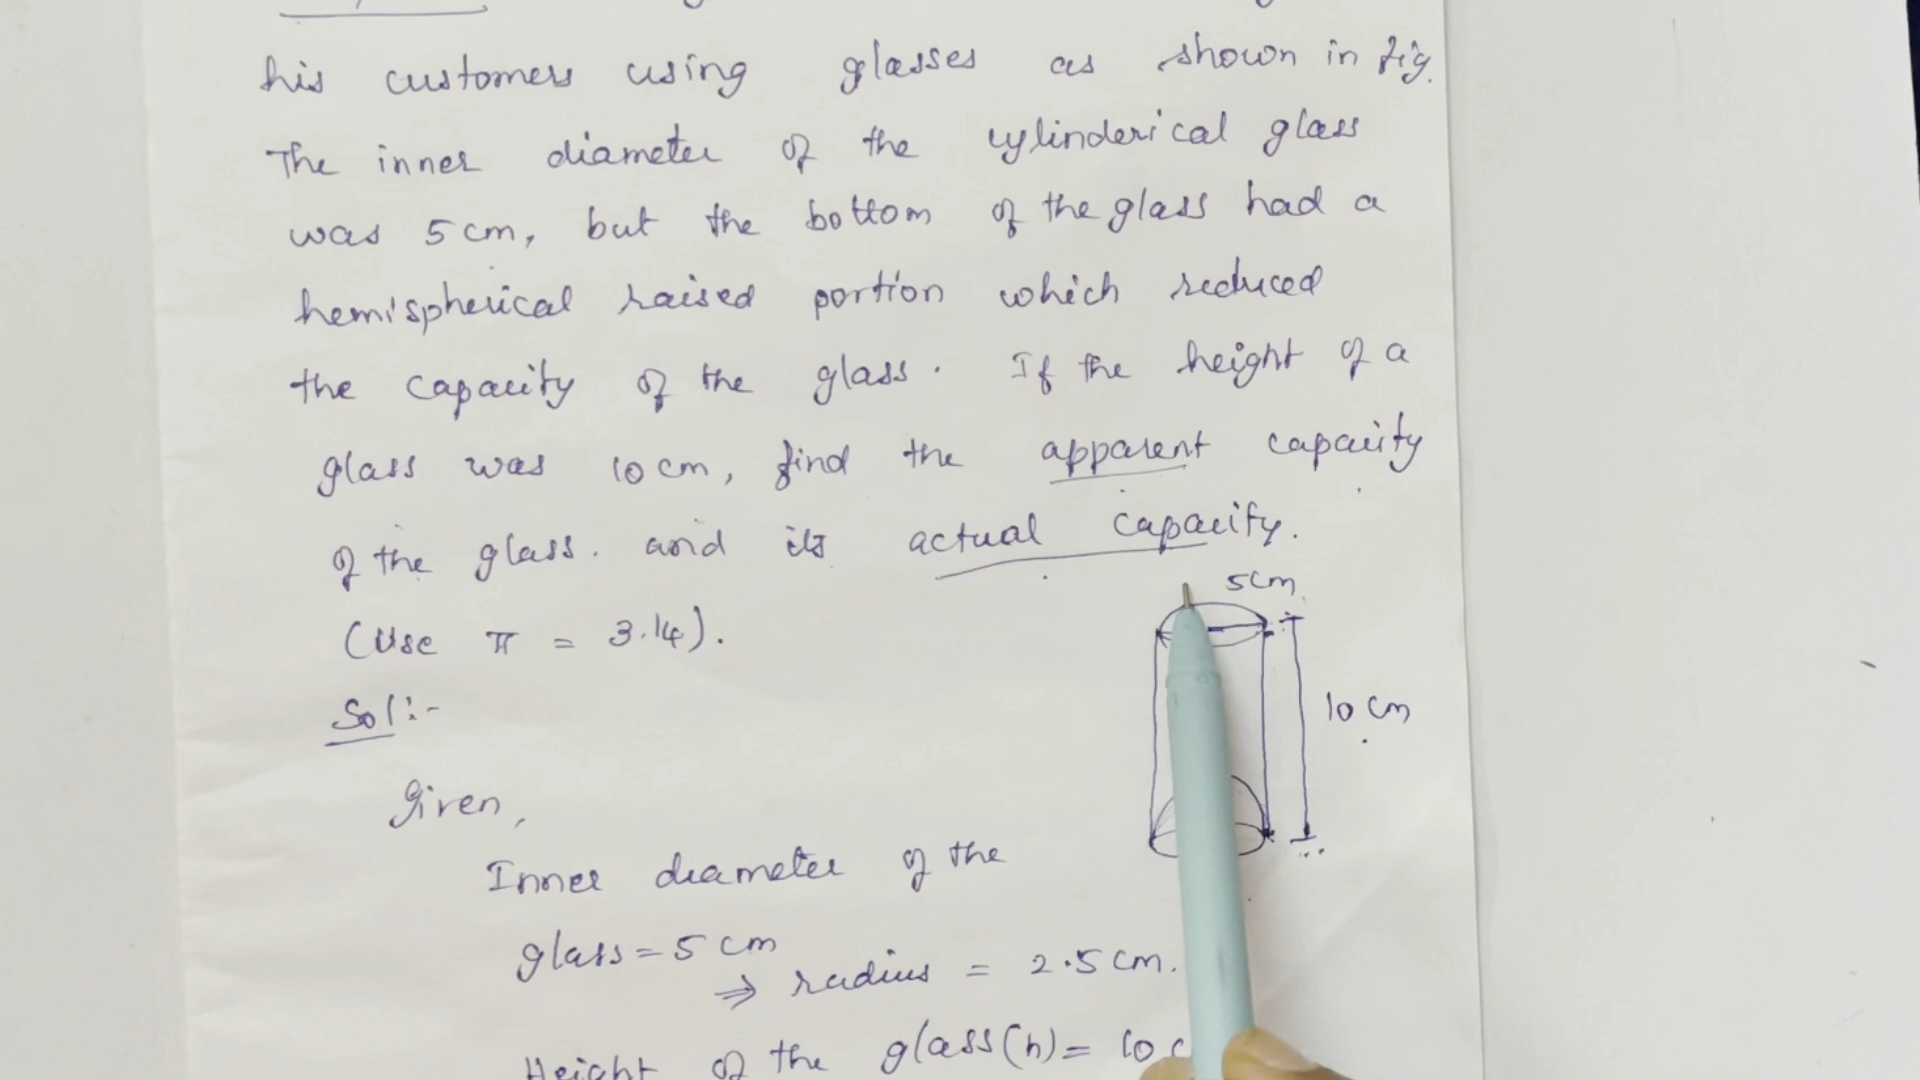 his customers using glasses as shown in fig.
The inner diameter of the cylinderical glass
was 5 cm, but the bottom of the glass had a
hemispherical raised portion which reduced
the capacity of the glass. If the height of a
glass was 10 cm, find the apparent capacity
of the glass. and its actual capacity.
(Use π = 3.14).
5cm
10 cm
Sol:-
Given,
Inner diameter of the
glass = 5 cm
⇒ radius = 2.5 cm.
Height of the glass (h) = 10 c